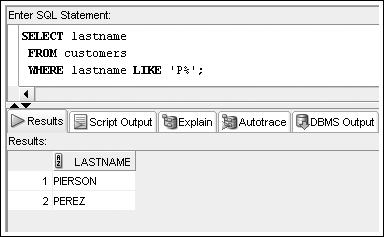 Enter SQL Statement:
SELECT lastname
FROM customers
WHERE lastname LIKE 'P%';
Results Script Output Explain Autotrace DBMS Output
Results:
LASTNAME
1 PIERSON
2 PEREZ